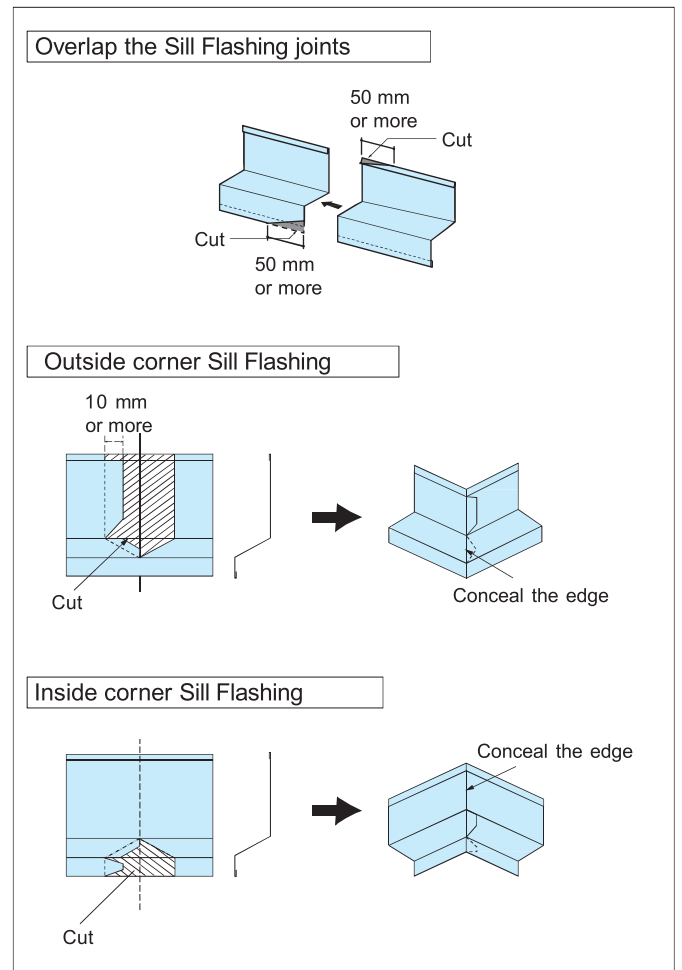 Overlap the Sill Flashing joints
50 mm
or more
Cut
Cut
50 mm
or more
Outside corner Sill Flashing
10 mm
or more
Cut
Conceal the edge
Inside corner Sill Flashing
Conceal the edge
Cut